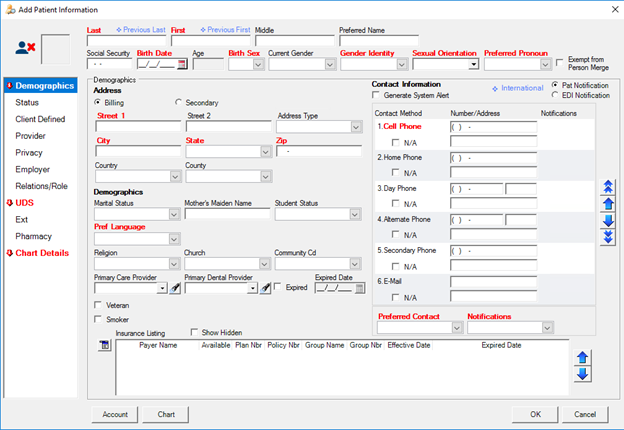 Add Patient Information
Last Previous Last First Previous First Middle Preferred Name
Social Security Birth Date Age Birth Sex Current Gender Gender Identity Sexual Orientation Preferred Pronoun
- - __/__/__ Exempt from
Person Merge
Demographics
Status
Client Defined
Provider
Privacy
Employer
Relations/Role
UDS
Ext
Pharmacy
Chart Details
Demographics
Address
Billing Secondary
Street 1 Street 2 Address Type
City State Zip
-
Country County
Demographics
Marital Status Mother's Maiden Name Student Status
Pref Language
Religion Church Community Cd
Primary Care Provider Primary Dental Provider Expired Date
Expired __/__/__
Veteran
Smoker
Contact Information International Pat Notification
Generate System Alert EDI Notification
Contact Method Number/Address Notifications
1.Cell Phone ( ) -
N/A
2.Home Phone ( ) -
N/A
3.Day Phone ( ) -
N/A
4.Alternate Phone ( ) -
N/A
5.Secondary Phone ( ) -
N/A
6.E-Mail
N/A
Preferred Contact Notifications
Insurance Listing Show Hidden
Payer Name Available Plan Nbr Policy Nbr Group Name Group Nbr Effective Date Expired Date
Account Chart OK Cancel